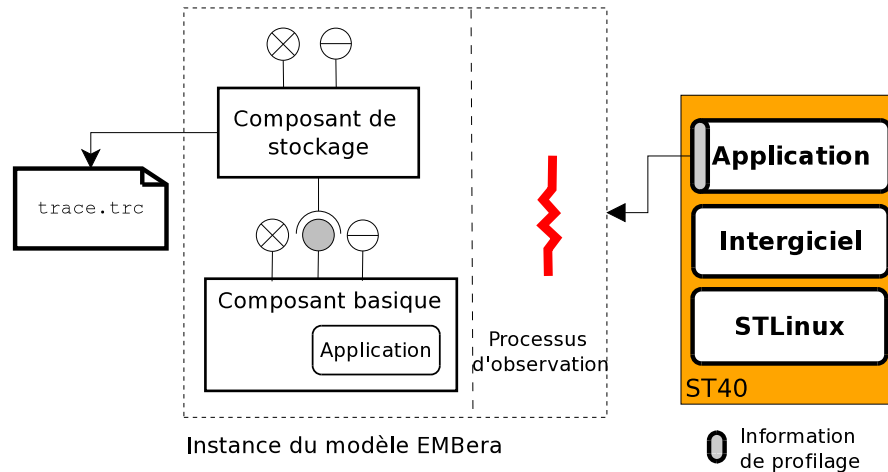 Composant de
stockage
trace.trc
Composant basique
Application
Processus
d'observation
Instance du modèle EMBera
Application
Intergiciel
STLinux
ST40
Information
de profilage